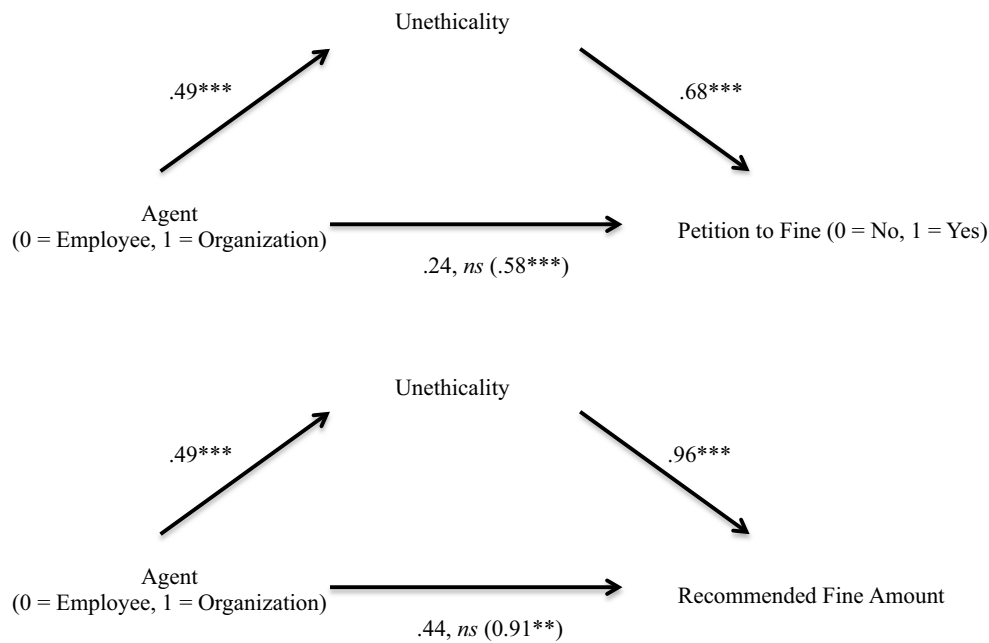 Unethicality
.49***
.68***
Agent
(0 = Employee, 1 = Organization)
Petition to Fine (0 = No, 1 = Yes)
.24, ns (.58***)
Unethicality
.49***
.96***
Agent
(0 = Employee, 1 = Organization)
Recommended Fine Amount
.44, ns (0.91**)